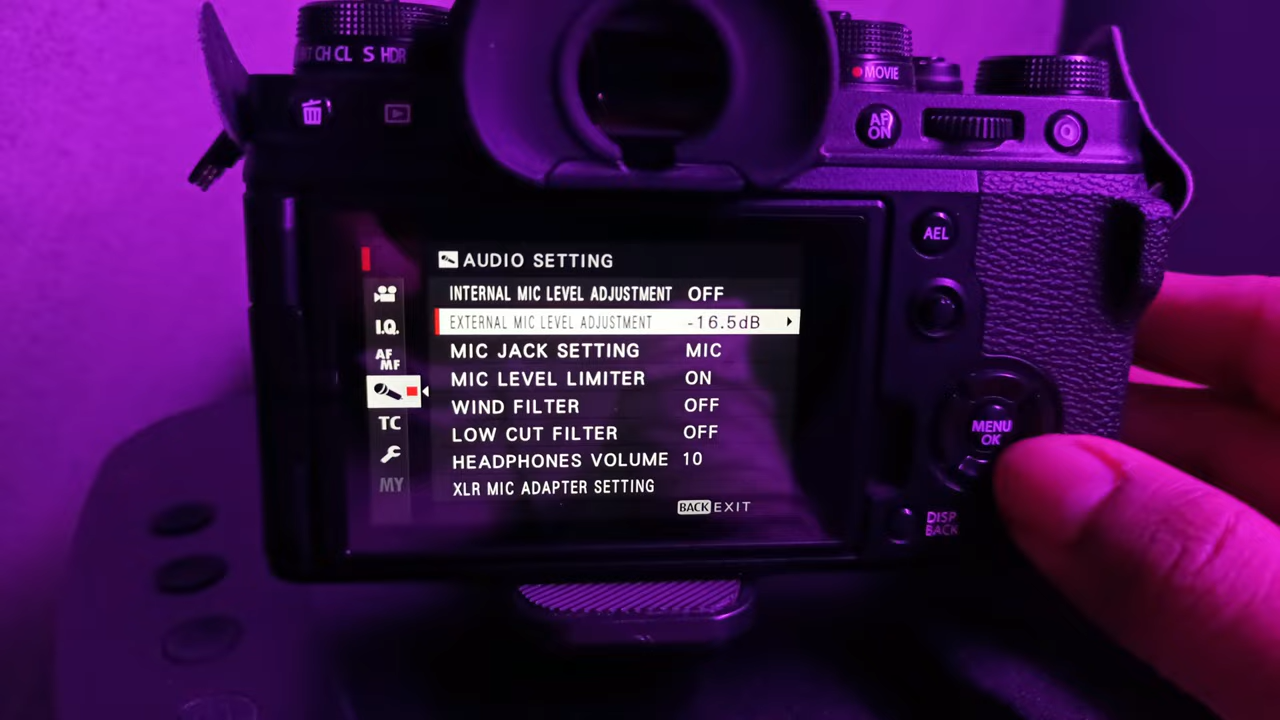 CH CL S HDR
MOVIE
AF ON
AEL
AUDIO SETTING
INTERNAL MIC LEVEL ADJUSTMENT OFF
EXTERNAL MIC LEVEL ADJUSTMENT -16.5dB
I.Q.
MIC JACK SETTING MIC
AF MF
MIC LEVEL LIMITER ON
WIND FILTER OFF
TC
LOW CUT FILTER OFF
HEADPHONES VOLUME 10
MY
XLR MIC ADAPTER SETTING
BACK EXIT
MENU
OK
DISP
BACK
Q